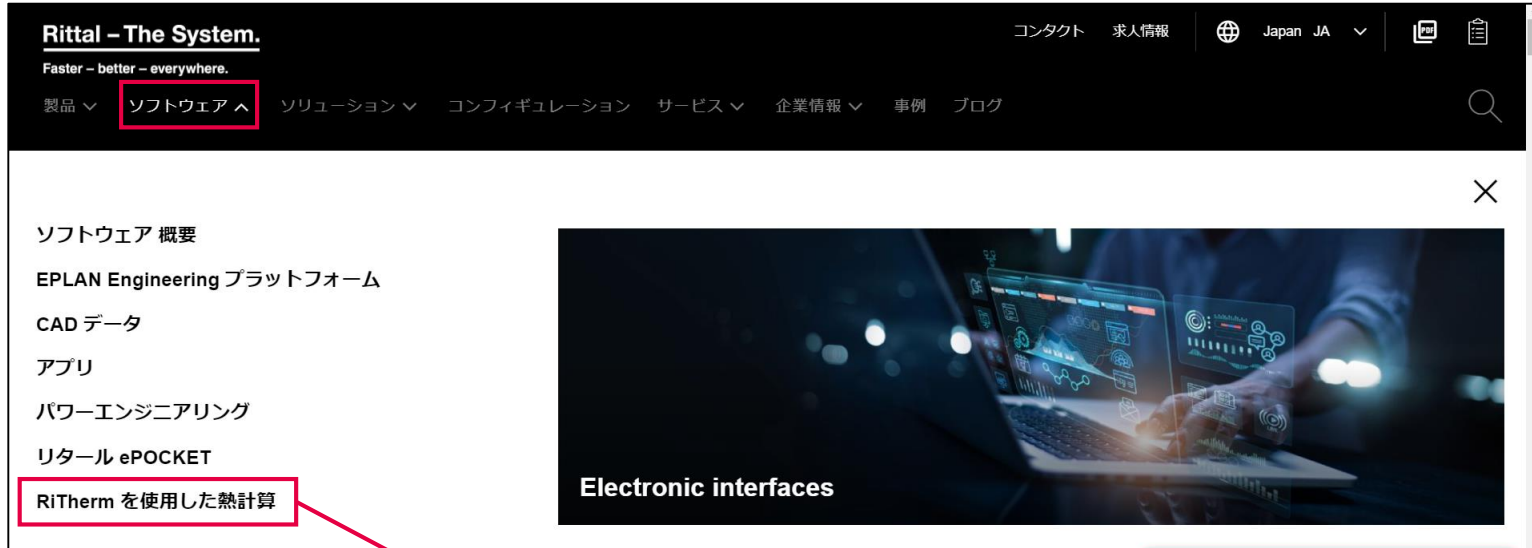 Rittal – The System.
Faster – better – everywhere.
コンタクト 求人情報 Japan JA PDF
製品 ソフトウェア ソリューション コンフィギュレーション サービス 企業情報 事例 ブログ
ソフトウェア 概要
EPLAN Engineering プラットフォーム
CAD データ
アプリ
パワーエンジニアリング
リタール ePOCKET
RiTherm を使用した熱計算
Electronic interfaces